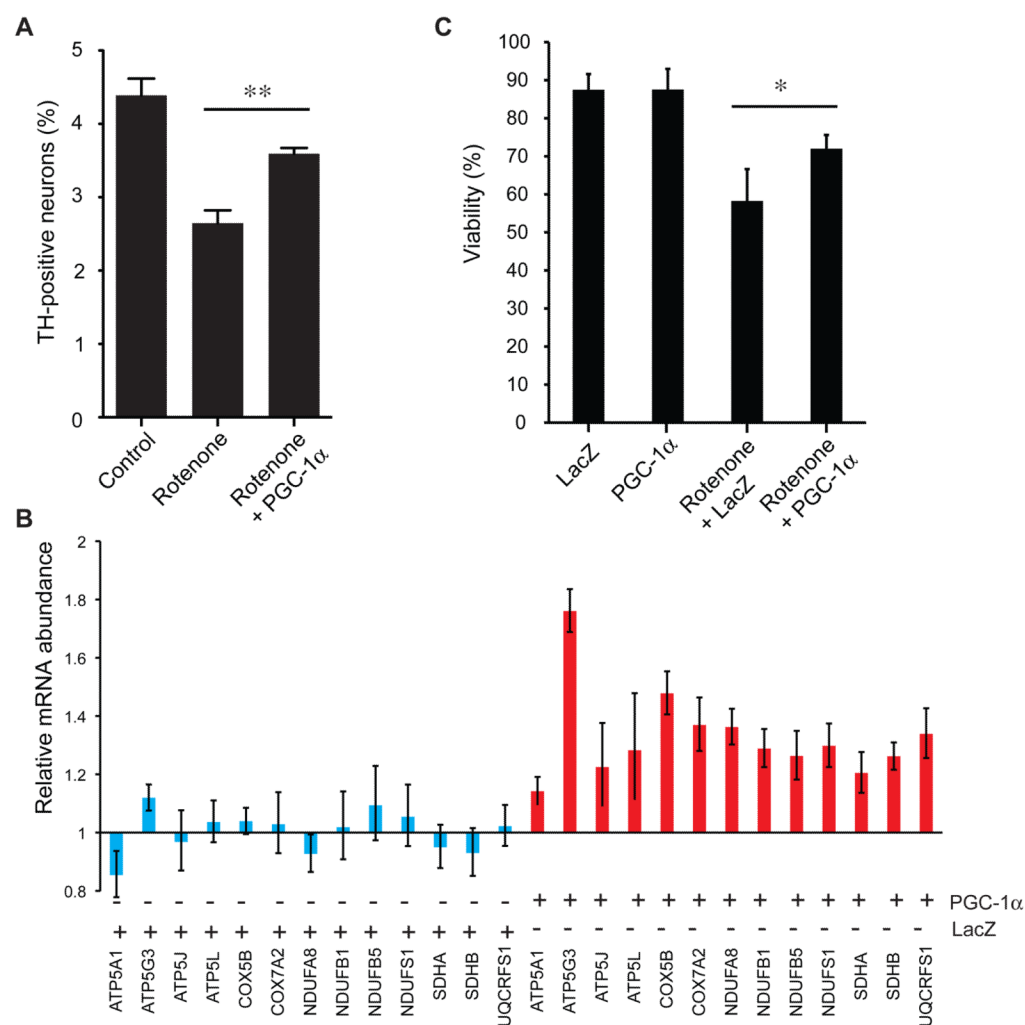 A
TH-positive neurons (%)
5
4
3
2
1
0
**
Control
Rotenone
Rotenone
+ PGC-1α
C
Viability (%)
100
90
80
70
60
50
40
30
20
10
0
*
LacZ
PGC-1α
Rotenone
+ LacZ
Rotenone
+ PGC-1α
B
Relative mRNA abundance
2
1.8
1.6
1.4
1.2
1
0.8
- - - - - - - - - - - - - - + + + + + + + + + + + + + + PGC-1α
+ + + + + + + + + + + + + + - - - - - - - - - - - - - - LacZ
ATP5A1
ATP5G3
ATP5J
ATP5L
COX5B
COX7A2
NDUFA8
NDUFB1
NDUFB5
NDUFS1
SDHA
SDHB
UQCRFS1
ATP5A1
ATP5G3
ATP5J
ATP5L
COX5B
COX7A2
NDUFA8
NDUFB1
NDUFB5
NDUFS1
SDHA
SDHB
UQCRFS1